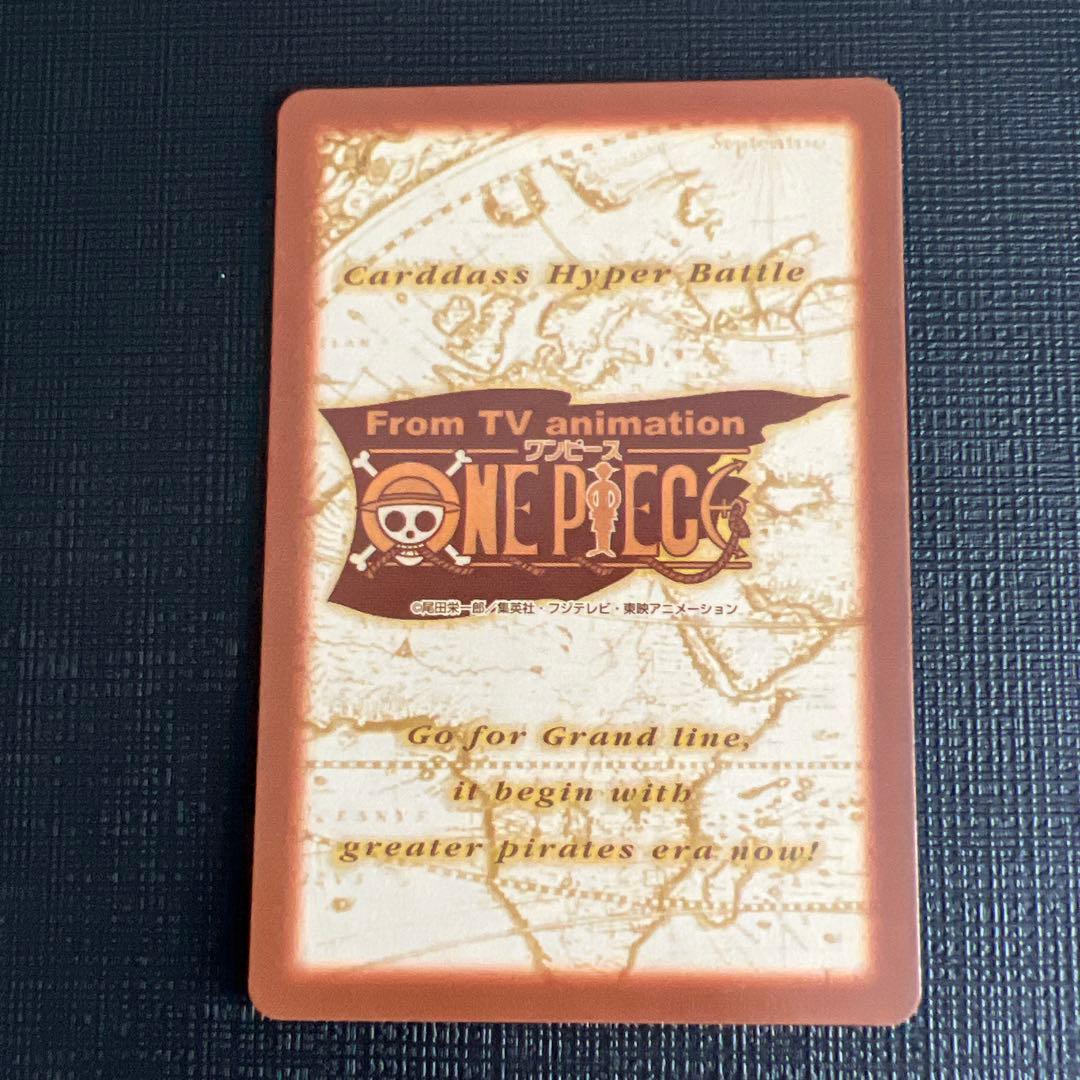 Septentrio
Carddass Hyper Battle
From TV animation
ワンピース
ONE PIECE
©尾田栄一郎／集英社・フジテレビ・東映アニメーション
Go for Grand line,
it begin with
greater pirates era now!